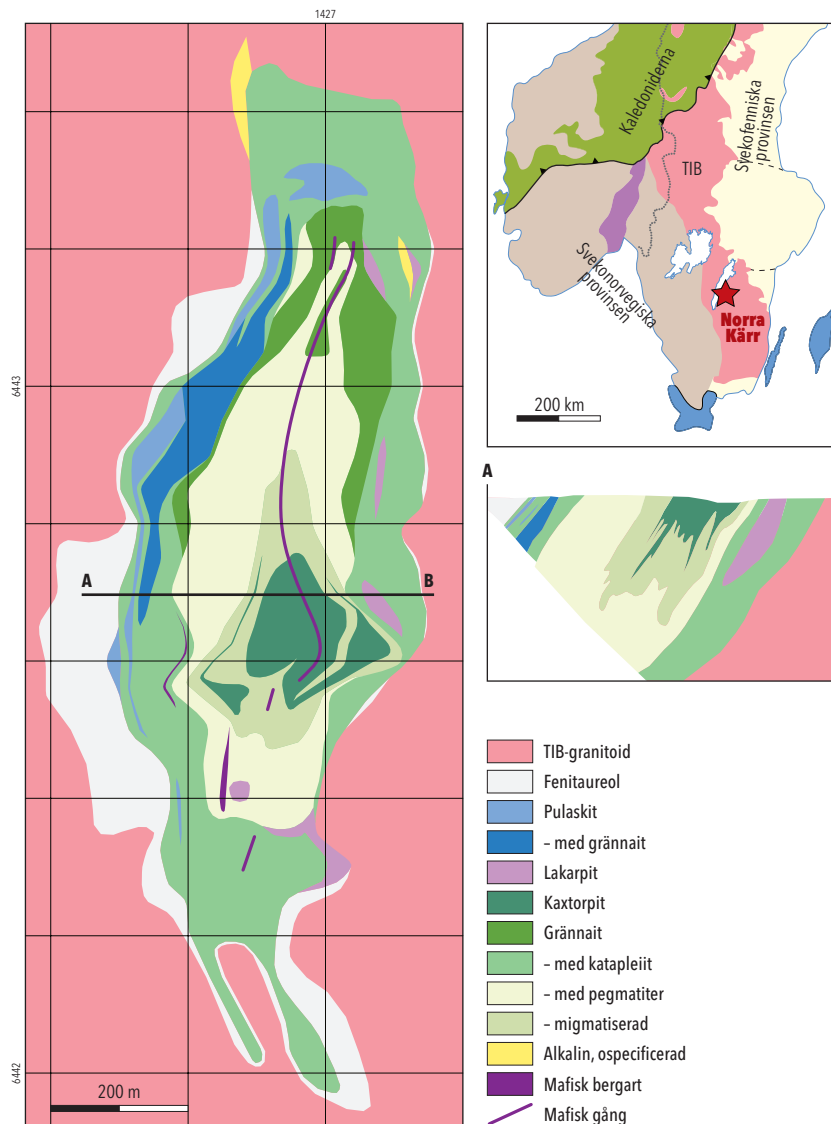 1427
6443
6442
A
B
200 m
Kaledoniderna
Svekofenniska
provinsen
TIB
Svekonorvegiska
provinsen
Norra
Kärr
200 km
A
TIB-granitoid
Fenitaureol
Pulaskit
– med grännait
Lakarpit
Kaxtorpit
Grännait
– med katapleiit
– med pegmatiter
– migmatiserad
Alkalin, ospecificerad
Mafisk bergart
Mafisk gång